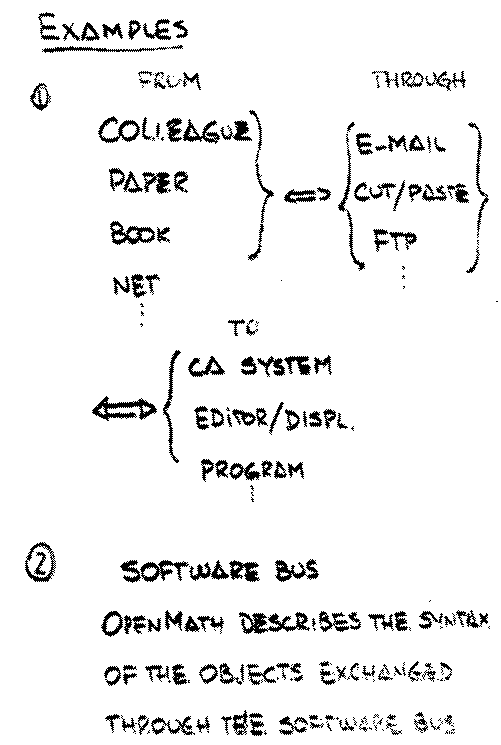 EXAMPLES
FROM THROUGH
① COLLEAGUE E-MAIL
PAPER ⇔ CUT/PASTE
BOOK FTP
NET
TO
CA SYSTEM
⇔ EDITOR/DISPL.
PROGRAM
② SOFTWARE BUS
OPENMATH DESCRIBES THE SYNTAX
OF THE OBJECTS EXCHANGED
THROUGH THE SOFTWARE BUS